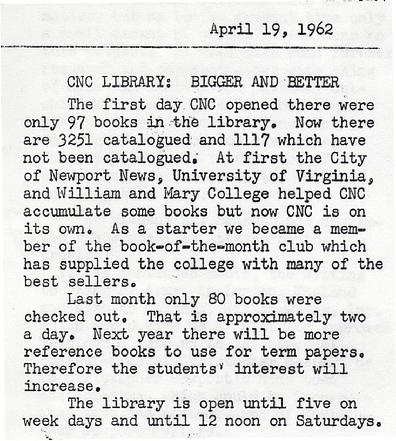 April 19, 1962
CNC LIBRARY: BIGGER AND BETTER
The first day CNC opened there were
only 97 books in the library. Now there
are 3251 catalogued and 1117 which have
not been catalogued. At first the City
of Newport News, University of Virginia,
and William and Mary College helped CNC
accumulate some books but now CNC is on
its own. As a starter we became a mem-
ber of the book-of-the-month club which
has supplied the college with many of the
best sellers.
Last month only 80 books were
checked out. That is approximately two
a day. Next year there will be more
reference books to use for term papers.
Therefore the students' interest will
increase.
The library is open until five on
week days and until 12 noon on Saturdays.